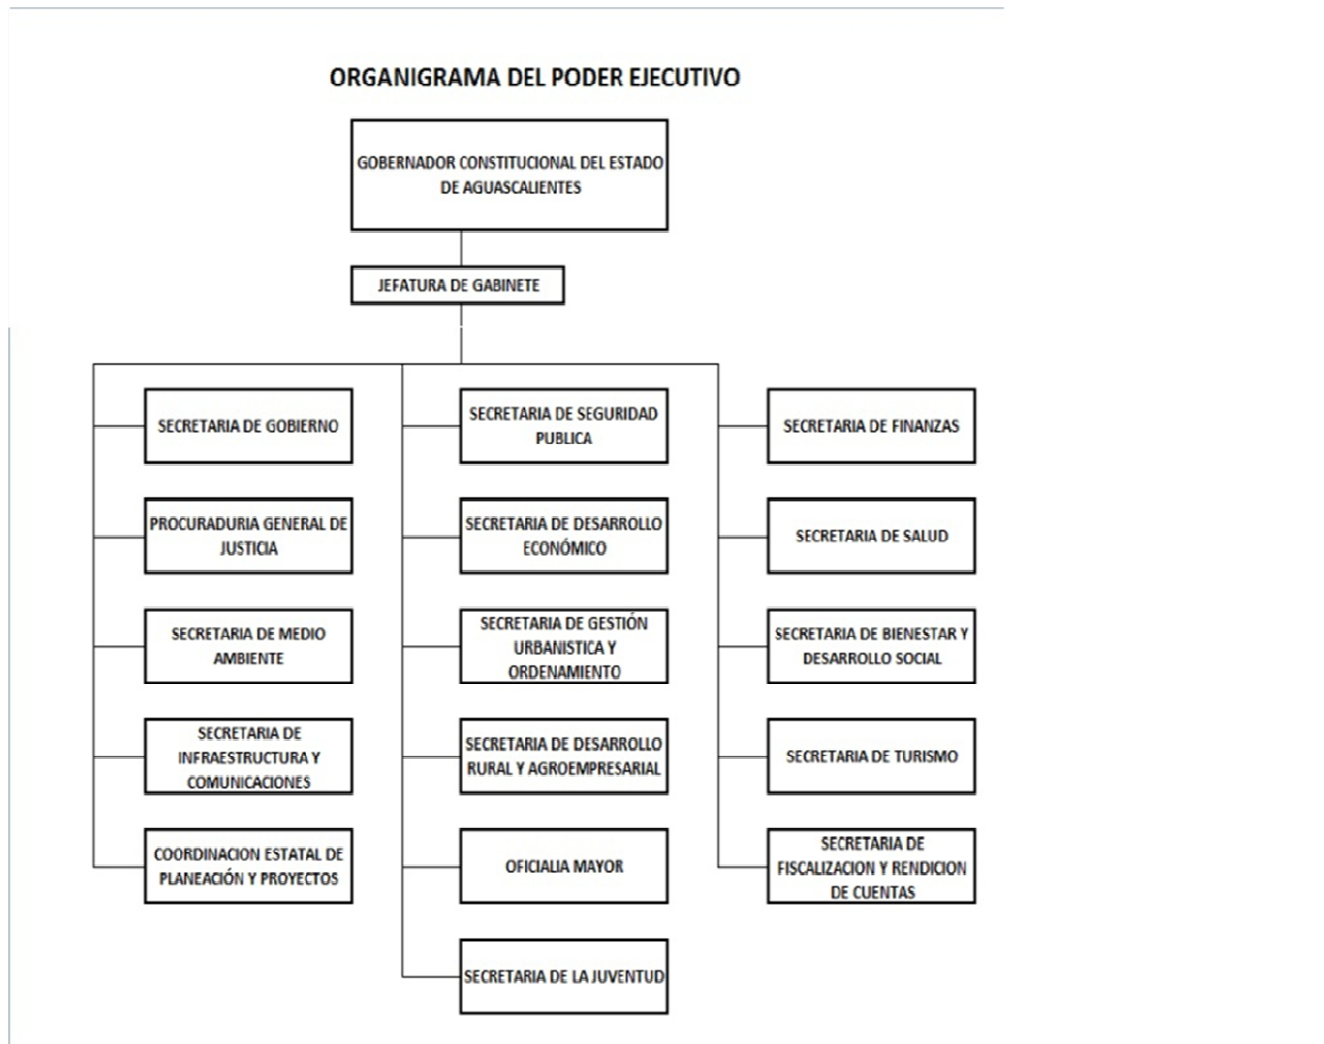 ORGANIGRAMA DEL PODER EJECUTIVO
GOBERNADOR CONSTITUCIONAL DEL ESTADO
DE AGUASCALIENTES
JEFATURA DE GABINETE
SECRETARIA DE GOBIERNO
PROCURADURIA GENERAL DE
JUSTICIA
SECRETARIA DE MEDIO
AMBIENTE
SECRETARIA DE
INFRAESTRUCTURA Y
COMUNICACIONES
COORDINACION ESTATAL DE
PLANEACIÓN Y PROYECTOS
SECRETARIA DE SEGURIDAD
PUBLICA
SECRETARIA DE DESARROLLO
ECONÓMICO
SECRETARIA DE GESTIÓN
URBANISTICA Y
ORDENAMIENTO
SECRETARIA DE DESARROLLO
RURAL Y AGROEMPRESARIAL
OFICIALIA MAYOR
SECRETARIA DE LA JUVENTUD
SECRETARIA DE FINANZAS
SECRETARIA DE SALUD
SECRETARIA DE BIENESTAR Y
DESARROLLO SOCIAL
SECRETARIA DE TURISMO
SECRETARIA DE
FISCALIZACION Y RENDICION
DE CUENTAS